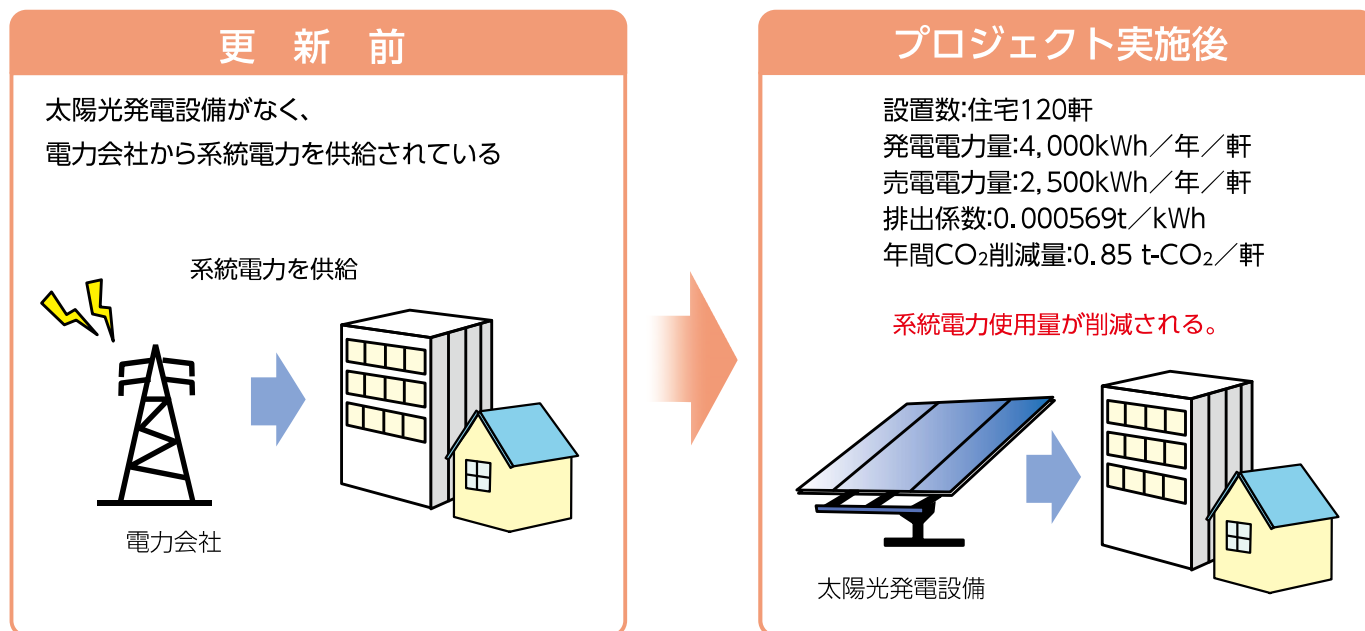 更 新 前
太陽光発電設備がなく、
電力会社から系統電力を供給されている
系統電力を供給
電力会社
プロジェクト実施後
設置数:住宅120軒
発電電力量:4,000kWh／年／軒
売電電力量:2,500kWh／年／軒
排出係数:0.000569t／kWh
年間CO₂削減量:0.85 t-CO₂／軒
系統電力使用量が削減される。
太陽光発電設備